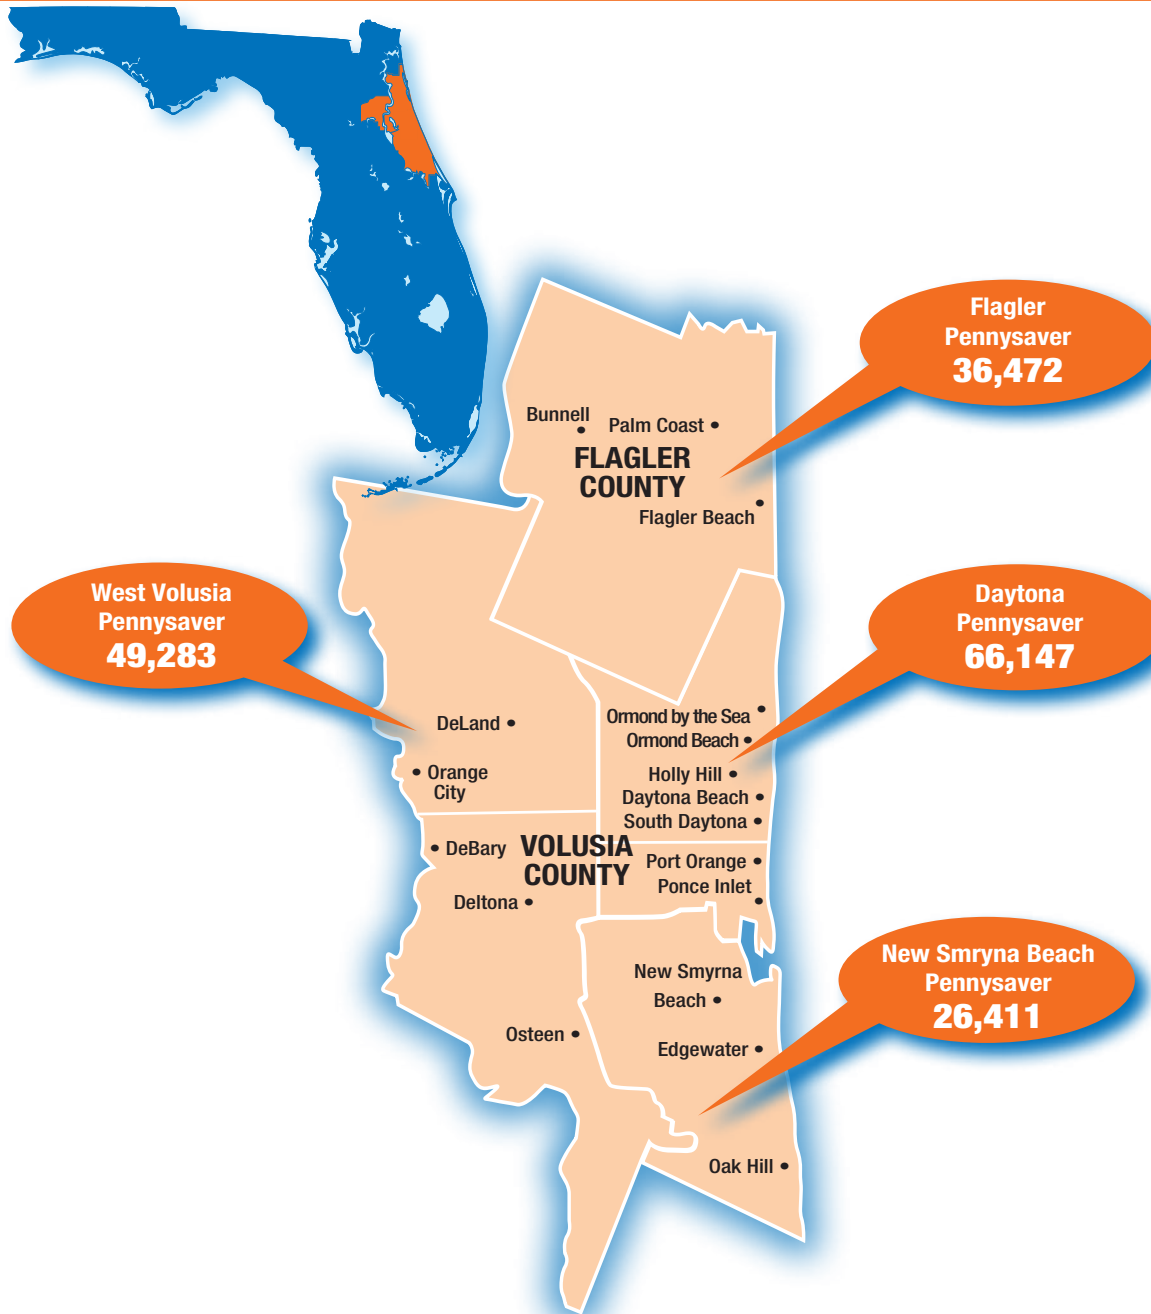 Flagler
Pennysaver
36,472
Bunnell
Palm Coast
FLAGLER
COUNTY
Flagler Beach
West Volusia
Pennysaver
49,283
Daytona
Pennysaver
66,147
Ormond by the Sea
DeLand
Ormond Beach
Orange
City
Holly Hill
Daytona Beach
South Daytona
DeBary
VOLUSIA
COUNTY
Port Orange
Ponce Inlet
Deltona
New Smryna Beach
Pennysaver
26,411
New Smyrna
Beach
Osteen
Edgewater
Oak Hill